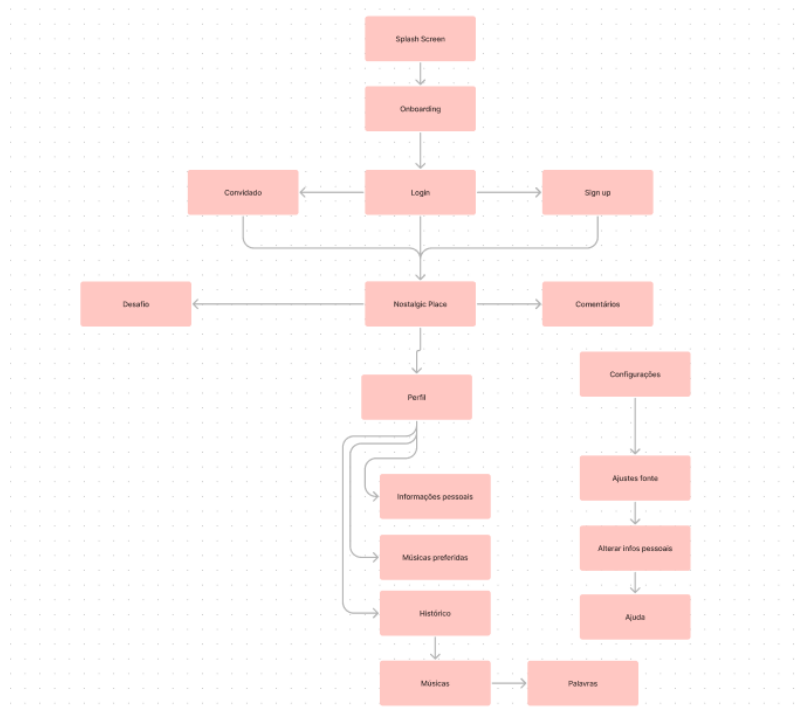 Splash Screen
Onboarding
Convidado
Login
Sign up
Desafio
Nostalgic Place
Comentários
Configurações
Perfil
Ajustes fonte
Informações pessoais
Alterar infos pessoais
Músicas preferidas
Histórico
Ajuda
Músicas
Palavras